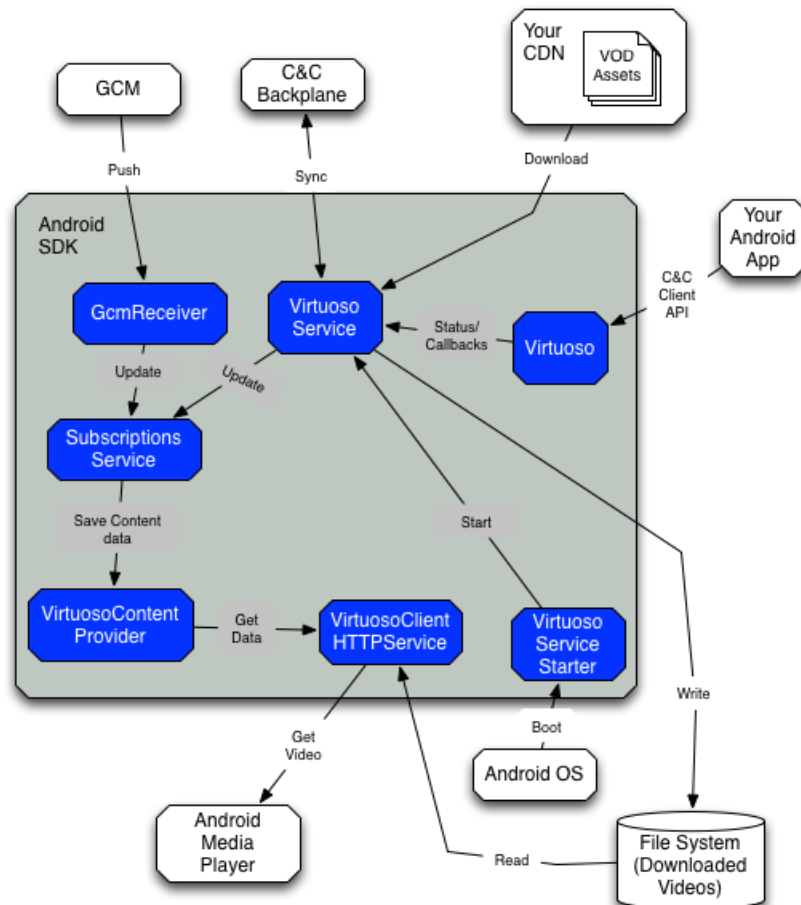 GCM
C&C
Backplane
Your
CDN
VOD
Assets
Push
Sync
Download
Android
SDK
Your
Android
App
C&C
Client
API
GcmReceiver
Virtuoso
Service
Status/
Callbacks
Virtuoso
Update
Update
Subscriptions
Service
Save Content
data
Start
VirtuosoContent
Provider
Get
Data
VirtuosoClient
HTTPService
Virtuoso
Service
Starter
Write
Get
Video
Boot
Android OS
Android
Media
Player
Read
File System
(Downloaded
Videos)